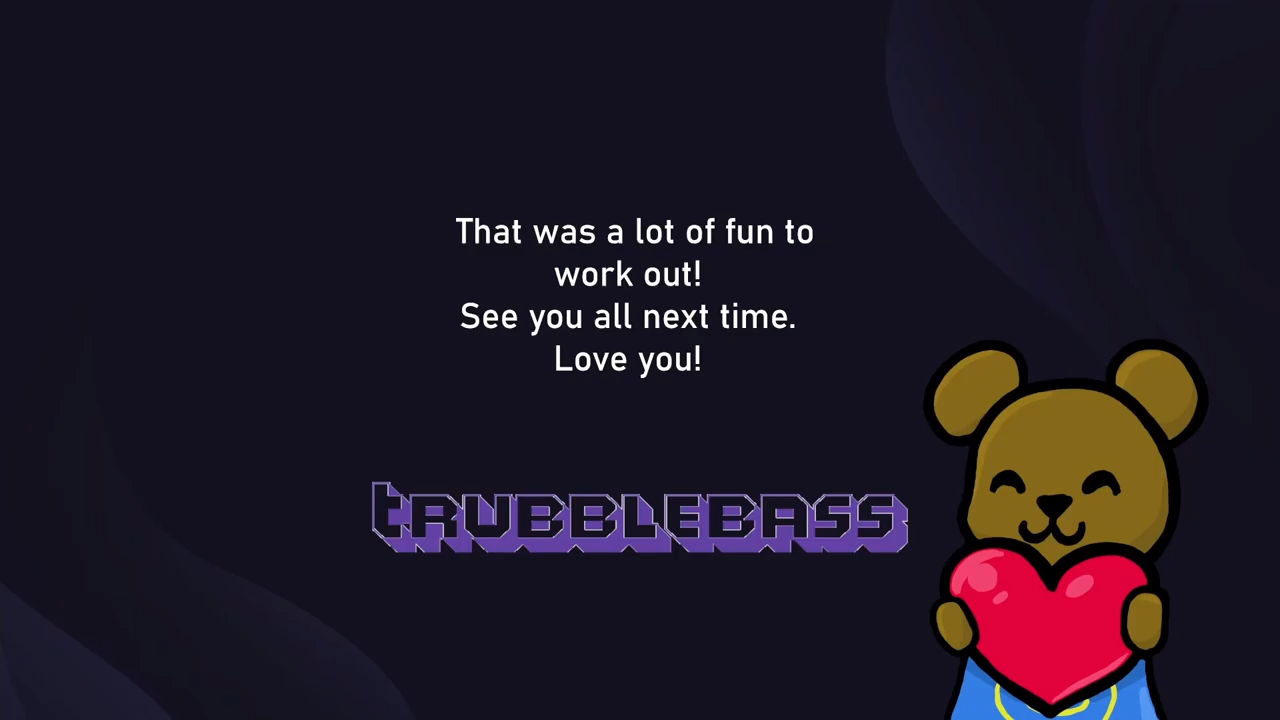 That was a lot of fun to
work out!
See you all next time.
Love you!
tRUBBLEBASS